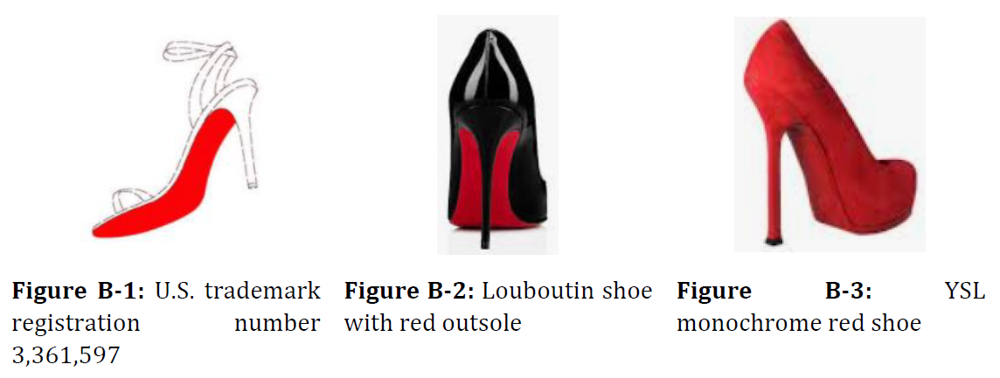 Figure B-1: U.S. trademark
registration number
3,361,597
Figure B-2: Louboutin shoe
with red outsole
Figure B-3: YSL
monochrome red shoe